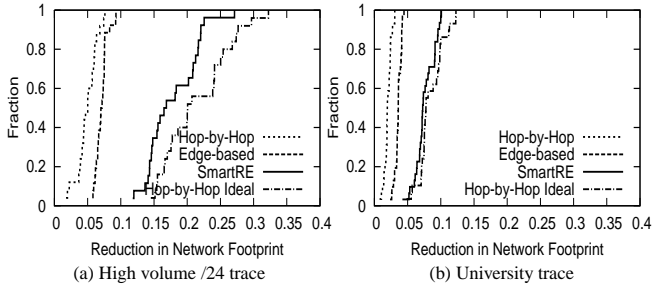 1
0.8
0.6
0.4
0.2
0
Fraction
Hop-by-Hop
Edge-based
SmartRE
Hop-by-Hop Ideal
0 0.05 0.1 0.15 0.2 0.25 0.3 0.35 0.4
Reduction in Network Footprint
(a) High volume /24 trace
1
0.8
0.6
0.4
0.2
0
Fraction
Hop-by-Hop
Edge-based
SmartRE
Hop-by-Hop Ideal
0 0.05 0.1 0.15 0.2 0.25 0.3 0.35 0.4
Reduction in Network Footprint
(b) University trace